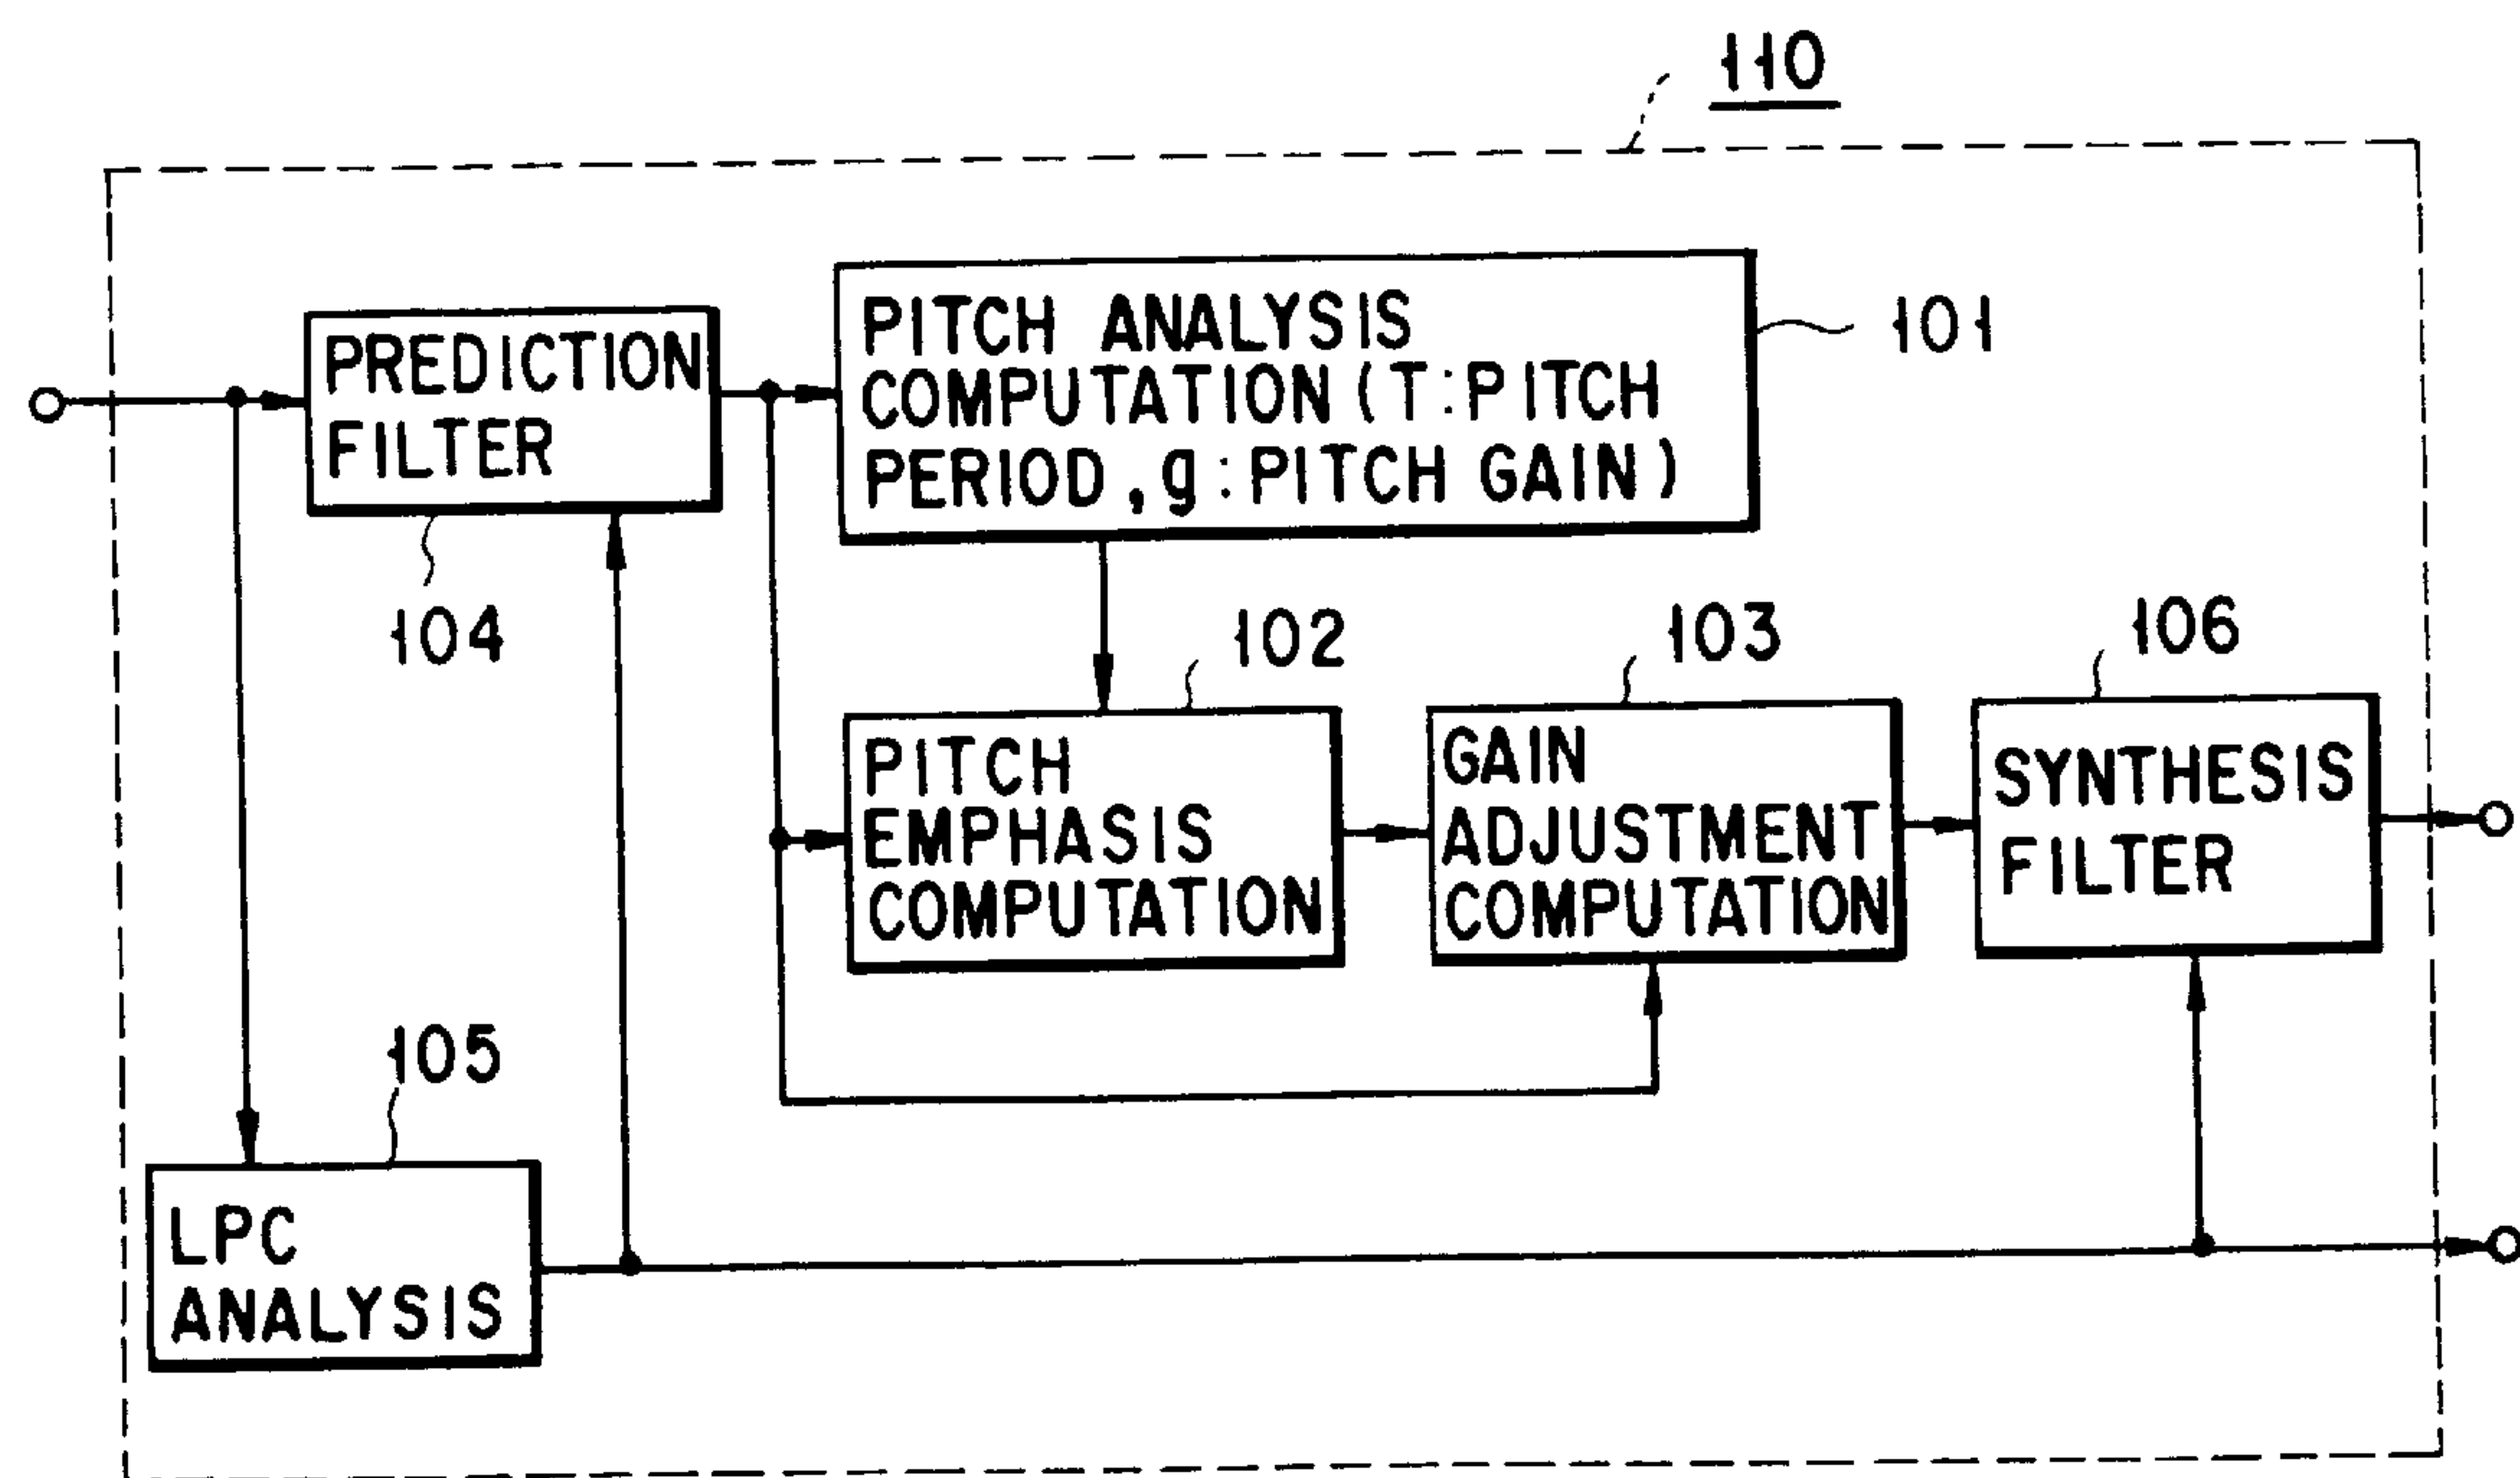 110
PITCH ANALYSIS
COMPUTATION (T:PITCH
PERIOD, g:PITCH GAIN)
101
PREDICTION
FILTER
104
102
103
106
PITCH
EMPHASIS
COMPUTATION
GAIN
ADJUSTMENT
COMPUTATION
SYNTHESIS
FILTER
105
LPC
ANALYSIS